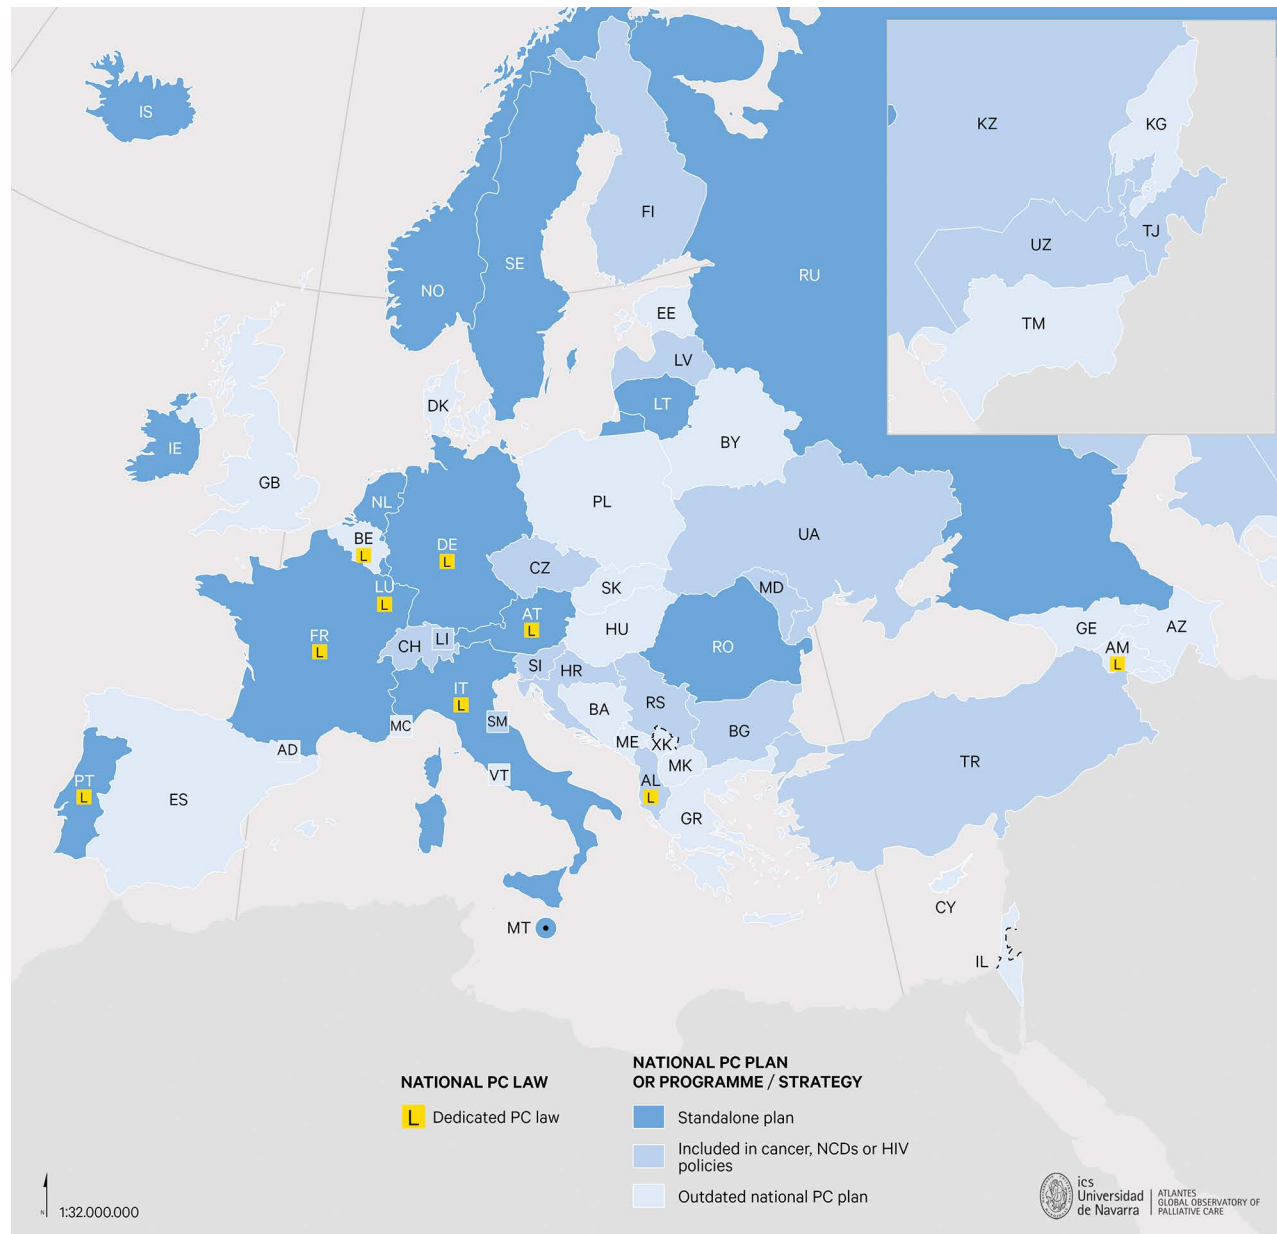 IS
KZ
KG
FI
TJ
UZ
SE
RU
NO
EE
TM
LV
DK
LT
BY
IE
GB
NL
PL
UA
BE
L
DE
L
CZ
LU
L
SK
MD
AT
L
HU
GE
AZ
FR
L
CH
LI
RO
AM
L
SI
HR
IT
L
BA
RS
MC
SM
BG
ME
XK
AD
MK
TR
PT
L
ES
VT
AL
L
GR
CY
MT
IL
NATIONAL PC LAW
L Dedicated PC law
NATIONAL PC PLAN
OR PROGRAMME / STRATEGY
Standalone plan
Included in cancer, NCDs or HIV
policies
Outdated national PC plan
N
1:32.000.000
ics
Universidad
de Navarra
ATLANTES
GLOBAL OBSERVATORY OF
PALLIATIVE CARE